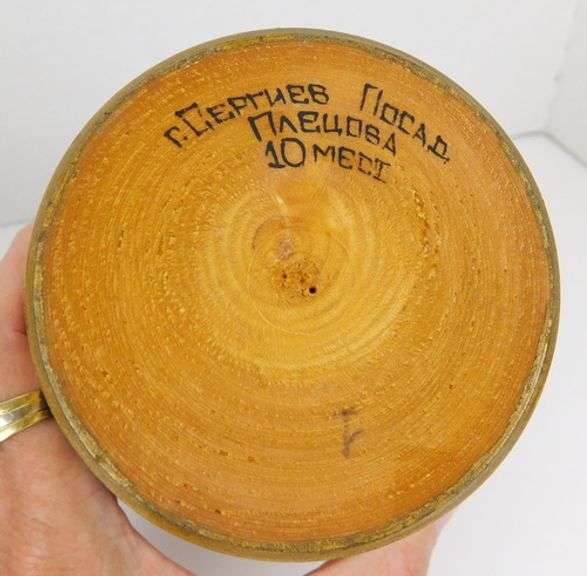 г. Сергиев Посад
Плецова
10 мест